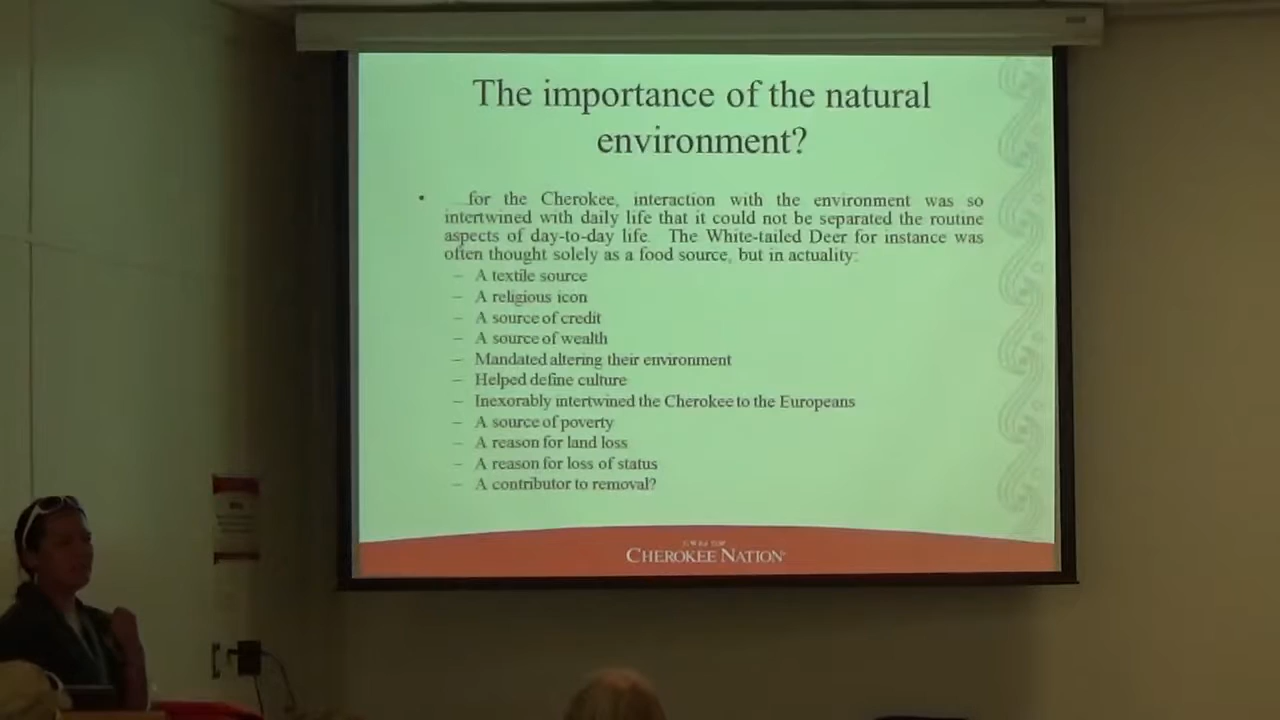 The importance of the natural
environment?
• for the Cherokee, interaction with the environment was so
intertwined with daily life that it could not be separated the routine
aspects of day-to-day life. The White-tailed Deer for instance was
often thought solely as a food source, but in actuality:
– A textile source
– A religious icon
– A source of credit
– A source of wealth
– Mandated altering their environment
– Helped define culture
– Inexorably intertwined the Cherokee to the Europeans
– A source of poverty
– A reason for land loss
– A reason for loss of status
– A contributor to removal?
CHEROKEE NATION